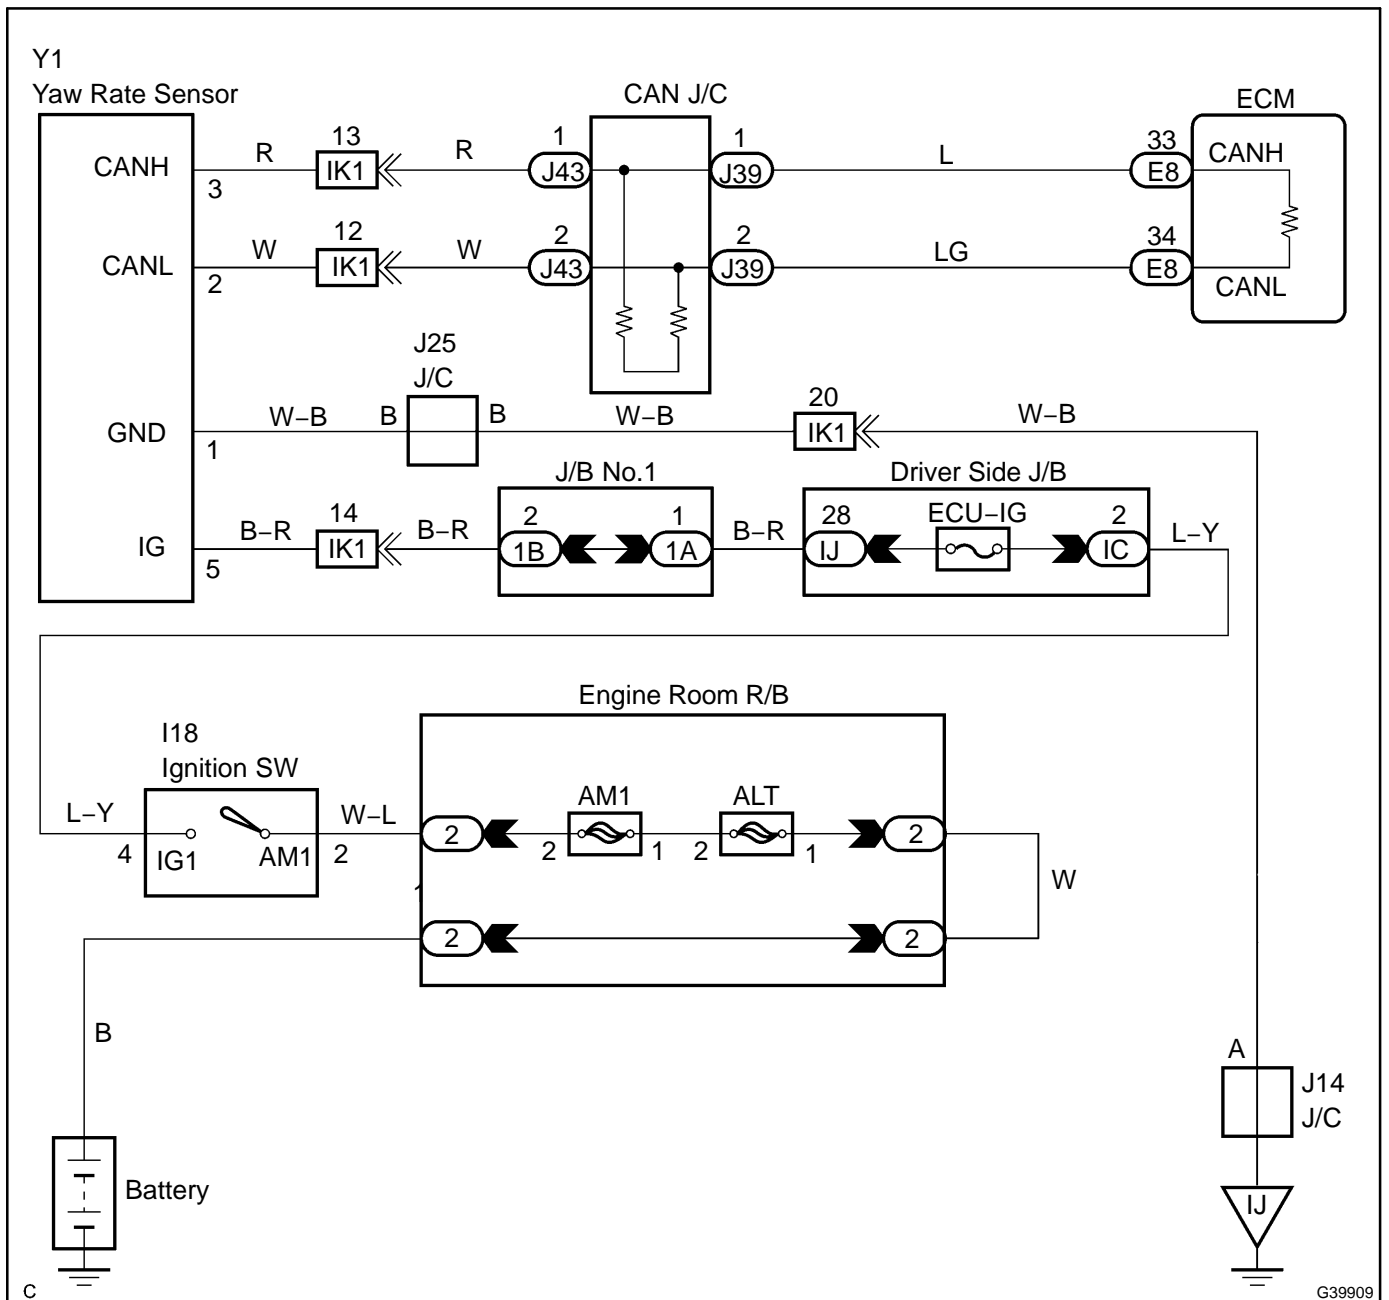 Y1
Yaw Rate Sensor
CAN J/C
ECM
CANH
R
13
IK1
R
1
J43
1
J39
L
33
E8
CANH
3
CANL
W
12
IK1
W
2
J43
2
J39
LG
34
E8
CANL
2
J25
J/C
GND
W-B
B
B
W-B
20
IK1
W-B
1
J/B No.1
Driver Side J/B
IG
B-R
14
IK1
B-R
2
1B
1
1A
B-R
28
IJ
ECU-IG
2
IC
L-Y
5
Engine Room R/B
I18
Ignition SW
L-Y
4
IG1
AM1
W-L
2
2
AM1
2
1
ALT
2
1
2
W
2
2
B
Battery
A
J14
J/C
IJ
C
G39909